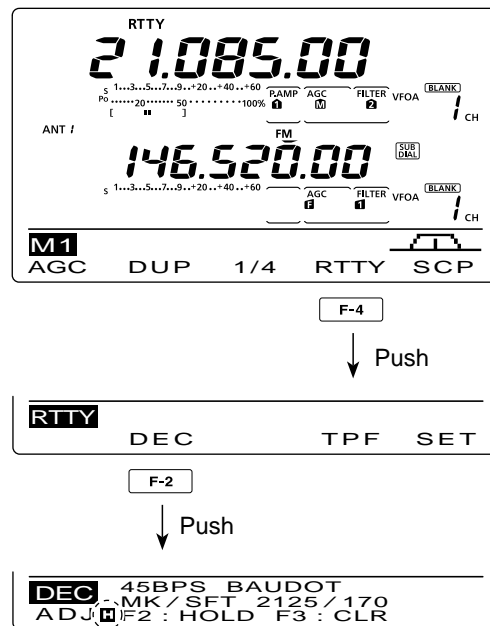 RTTY
21.085.00
S 1...3...5...7...9..+20..+40..+60 P.AMP AGC FILTER VFOA BLANK
Po ......20....... 50 .........100% 1 M 2 1 CH
[ ]
ANT 1
FM
146.520.00 SUB DIAL
S 1...3...5...7...9..+20..+40..+60 AGC FILTER VFOA BLANK
F 1 1 CH
M1
AGC DUP 1/4 RTTY SCP
F-4
Push
RTTY
DEC TPF SET
F-2
Push
DEC 45BPS BAUDOT
MK/SFT 2125/170
ADJ H F2:HOLD F3:CLR